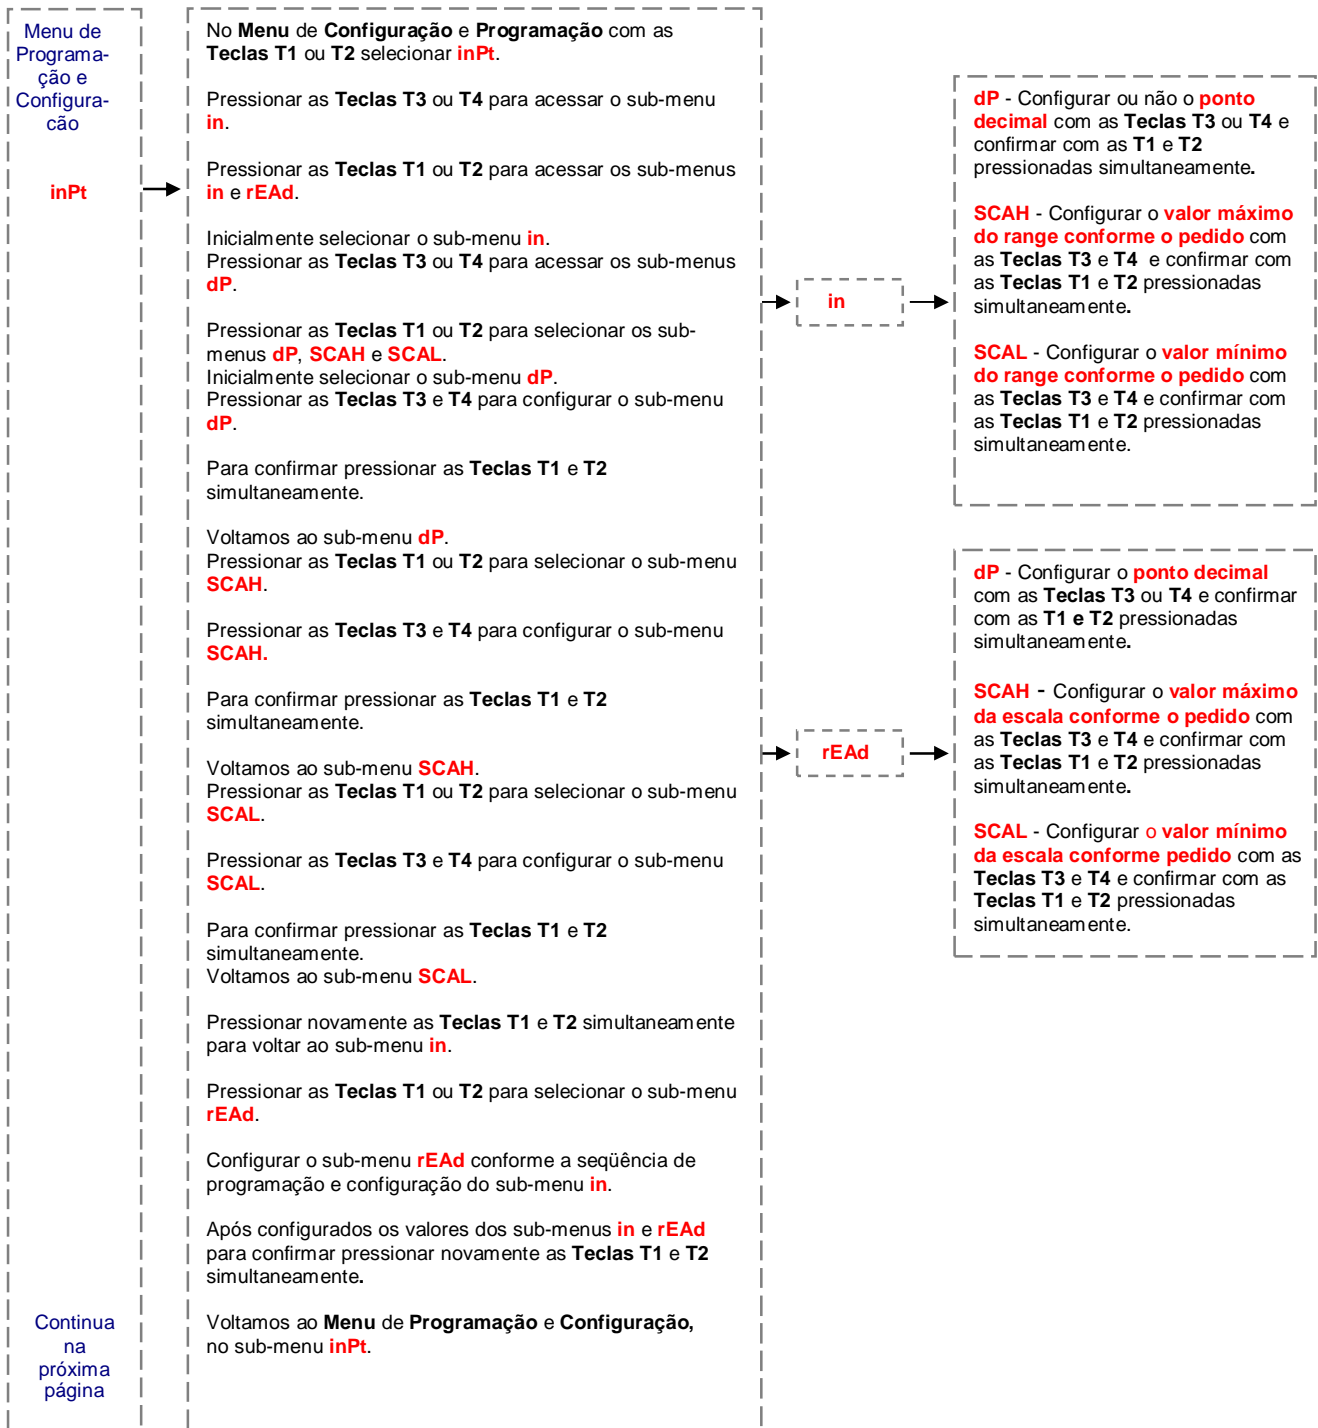 Menu de
Programa-
ção e
Configura-
cão
inPt
No Menu de Configuração e Programação com as
Teclas T1 ou T2 selecionar inPt.
Pressionar as Teclas T3 ou T4 para acessar o sub-menu
in.
Pressionar as Teclas T1 ou T2 para acessar os sub-menus
in e rEAd.
Inicialmente selecionar o sub-menu in.
Pressionar as Teclas T3 ou T4 para acessar os sub-menus
dP.
Pressionar as Teclas T1 ou T2 para selecionar os sub-
menus dP, SCAH e SCAL.
Inicialmente selecionar o sub-menu dP.
Pressionar as Teclas T3 e T4 para configurar o sub-menu
dP.
Para confirmar pressionar as Teclas T1 e T2
simultaneamente.
Voltamos ao sub-menu dP.
Pressionar as Teclas T1 ou T2 para selecionar o sub-menu
SCAH.
Pressionar as Teclas T3 e T4 para configurar o sub-menu
SCAH.
Para confirmar pressionar as Teclas T1 e T2
simultaneamente.
Voltamos ao sub-menu SCAH.
Pressionar as Teclas T1 ou T2 para selecionar o sub-menu
SCAL.
Pressionar as Teclas T3 e T4 para configurar o sub-menu
SCAL.
Para confirmar pressionar as Teclas T1 e T2
simultaneamente.
Voltamos ao sub-menu SCAL.
Pressionar novamente as Teclas T1 e T2 simultaneamente
para voltar ao sub-menu in.
Pressionar as Teclas T1 ou T2 para selecionar o sub-menu
rEAd.
Configurar o sub-menu rEAd conforme a seqüência de
programação e configuração do sub-menu in.
Após configurados os valores dos sub-menus in e rEAd
para confirmar pressionar novamente as Teclas T1 e T2
simultaneamente.
Voltamos ao Menu de Programação e Configuração,
no sub-menu inPt.
in
dP - Configurar ou não o ponto
decimal com as Teclas T3 ou T4 e
confirmar com as T1 e T2
pressionadas simultaneamente.
SCAH - Configurar o valor máximo
do range conforme o pedido com
as Teclas T3 e T4 e confirmar com
as Teclas T1 e T2 pressionadas
simultaneamente.
SCAL - Configurar o valor mínimo
do range conforme o pedido com
as Teclas T3 e T4 e confirmar com
as Teclas T1 e T2 pressionadas
simultaneamente.
rEAd
dP - Configurar o ponto decimal
com as Teclas T3 ou T4 e confirmar
com as T1 e T2 pressionadas
simultaneamente.
SCAH - Configurar o valor máximo
da escala conforme o pedido com
as Teclas T3 e T4 e confirmar com
as Teclas T1 e T2 pressionadas
simultaneamente.
SCAL - Configurar o valor mínimo
da escala conforme pedido com as
Teclas T3 e T4 e confirmar com as
Teclas T1 e T2 pressionadas
simultaneamente.
Continua
na
próxima
página